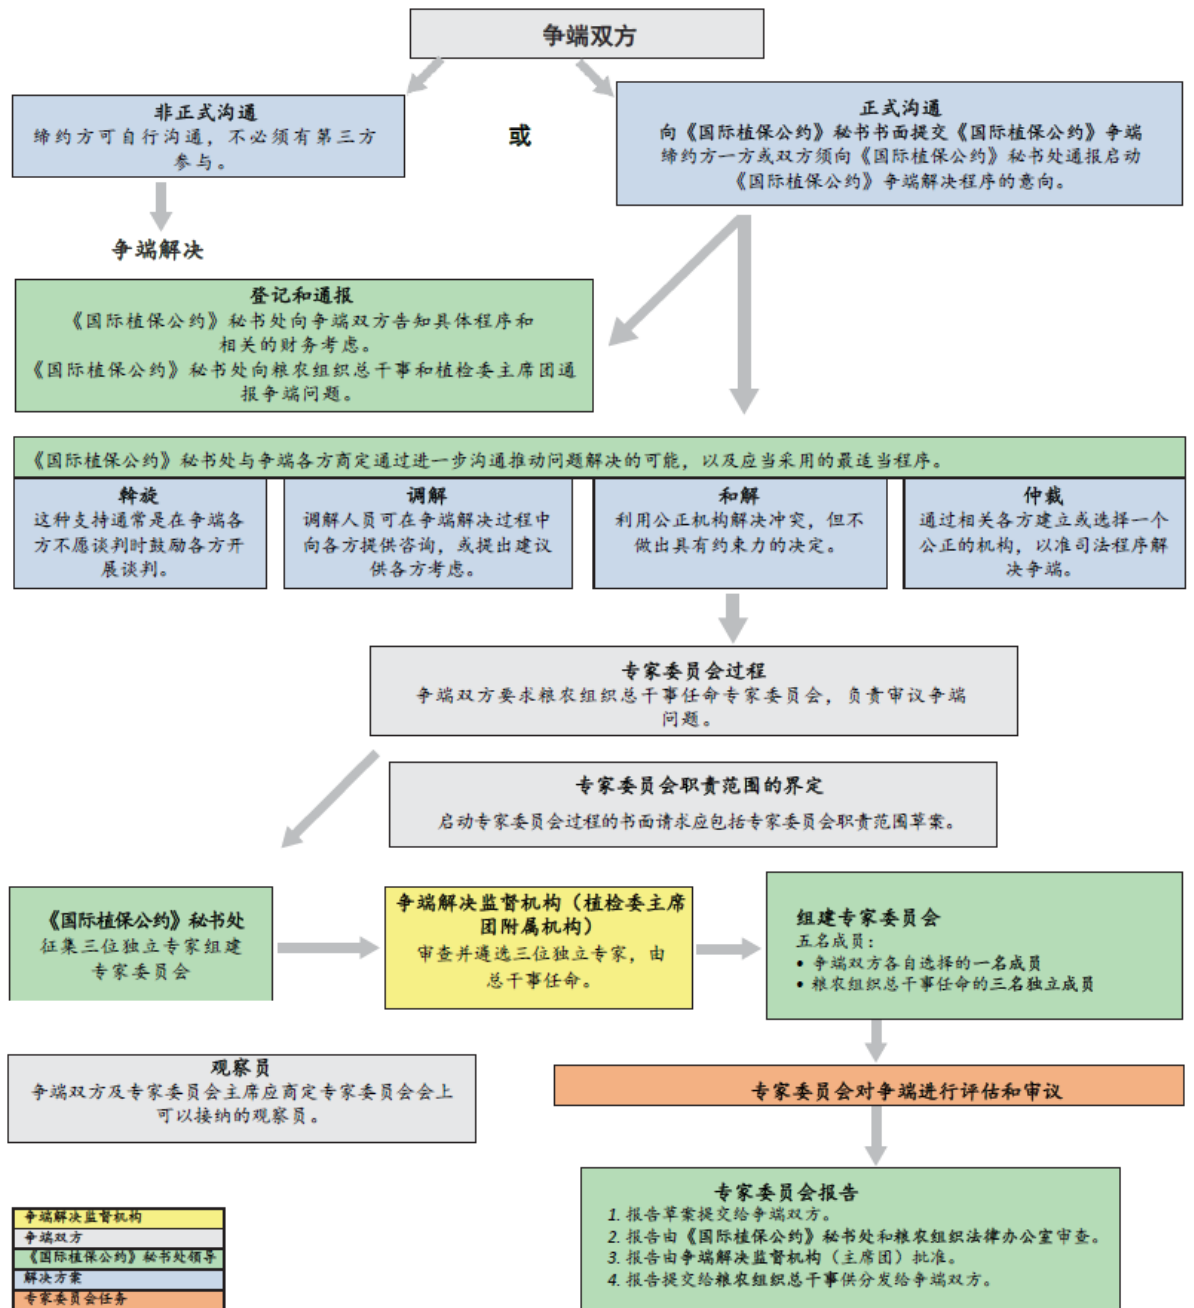 争端双方
非正式沟通
缔约方可自行沟通，不必须有第三方
参与。
或
正式沟通
向《国际植保公约》秘书书面提交《国际植保公约》争端
缔约方一方或双方须向《国际植保公约》秘书处通报启动
《国际植保公约》争端解决程序的意向。
争端解决
登记和通报
《国际植保公约》秘书处向争端双方告知具体程序和
相关的财务考虑。
《国际植保公约》秘书处向粮农组织总干事和植检委主席团通
报争端问题。
《国际植保公约》秘书处与争端各方商定通过进一步沟通推动问题解决的可能，以及应当采用的最适当程序。
斡旋
这种支持通常是在争端各
方不愿谈判时鼓励各方开
展谈判。
调解
调解人员可在争端解决过程中
向各方提供咨询，或提出建议
供各方考虑。
和解
利用公正机构解决冲突，但不
做出具有约束力的决定。
仲裁
通过相关各方建立或选择一个
公正的机构，以准司法程序解
决争端。
专家委员会过程
争端双方要求粮农组织总干事任命专家委员会，负责审议争端
问题。
专家委员会职责范围的界定
启动专家委员会过程的书面请求应包括专家委员会职责范围草案。
《国际植保公约》秘书处
征集三位独立专家组建
专家委员会
争端解决监督机构（植检委主席
团附属机构）
审查并遴选三位独立专家，由
总干事任命。
组建专家委员会
五名成员：
• 争端双方各自选择的一名成员
• 粮农组织总干事任命的三名独立成员
观察员
争端双方及专家委员会主席应商定专家委员会会上
可以接纳的观察员。
专家委员会对争端进行评估和审议
专家委员会报告
1. 报告草案提交给争端双方。
2. 报告由《国际植保公约》秘书处和粮农组织法律办公室审查。
3. 报告由争端解决监督机构（主席团）批准。
4. 报告提交给粮农组织总干事供分发给争端双方。
争端解决监督机构
争端双方
《国际植保公约》秘书处领导
解决方案
专家委员会任务